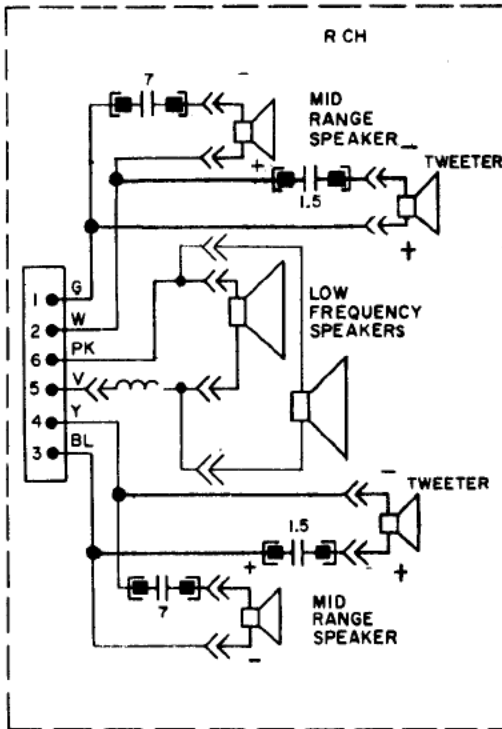 R CH
7
-
MID
RANGE
SPEAKER
+
-
TWEETER
1.5
+
1 G
2 W
6 PK
5 V
4 Y
3 BL
LOW
FREQUENCY
SPEAKERS
-
TWEETER
1.5
+
-
+
7
MID
RANGE
SPEAKER
-